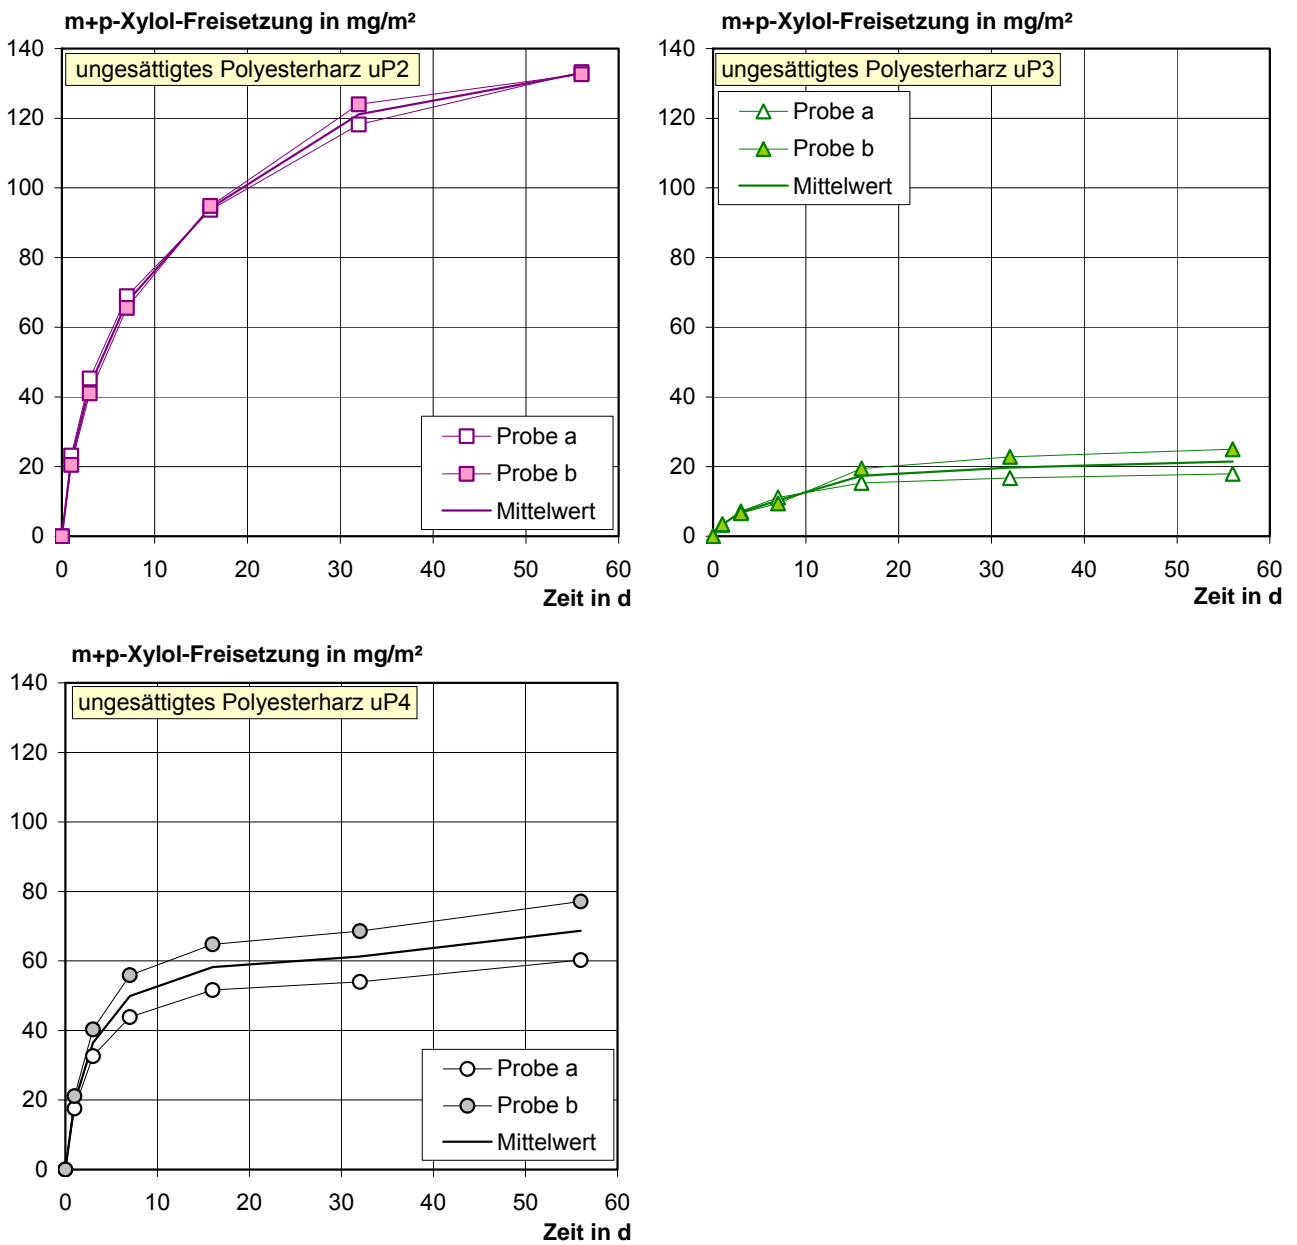 m+p-Xylol-Freisetzung in mg/m²
140
120
100
80
60
40
20
0
ungesättigtes Polyesterharz uP2
Probe a
Probe b
Mittelwert
0 10 20 30 40 50 60
Zeit in d
m+p-Xylol-Freisetzung in mg/m²
140
120
100
80
60
40
20
0
ungesättigtes Polyesterharz uP3
Probe a
Probe b
Mittelwert
0 10 20 30 40 50 60
Zeit in d
m+p-Xylol-Freisetzung in mg/m²
140
120
100
80
60
40
20
0
ungesättigtes Polyesterharz uP4
Probe a
Probe b
Mittelwert
0 10 20 30 40 50 60
Zeit in d